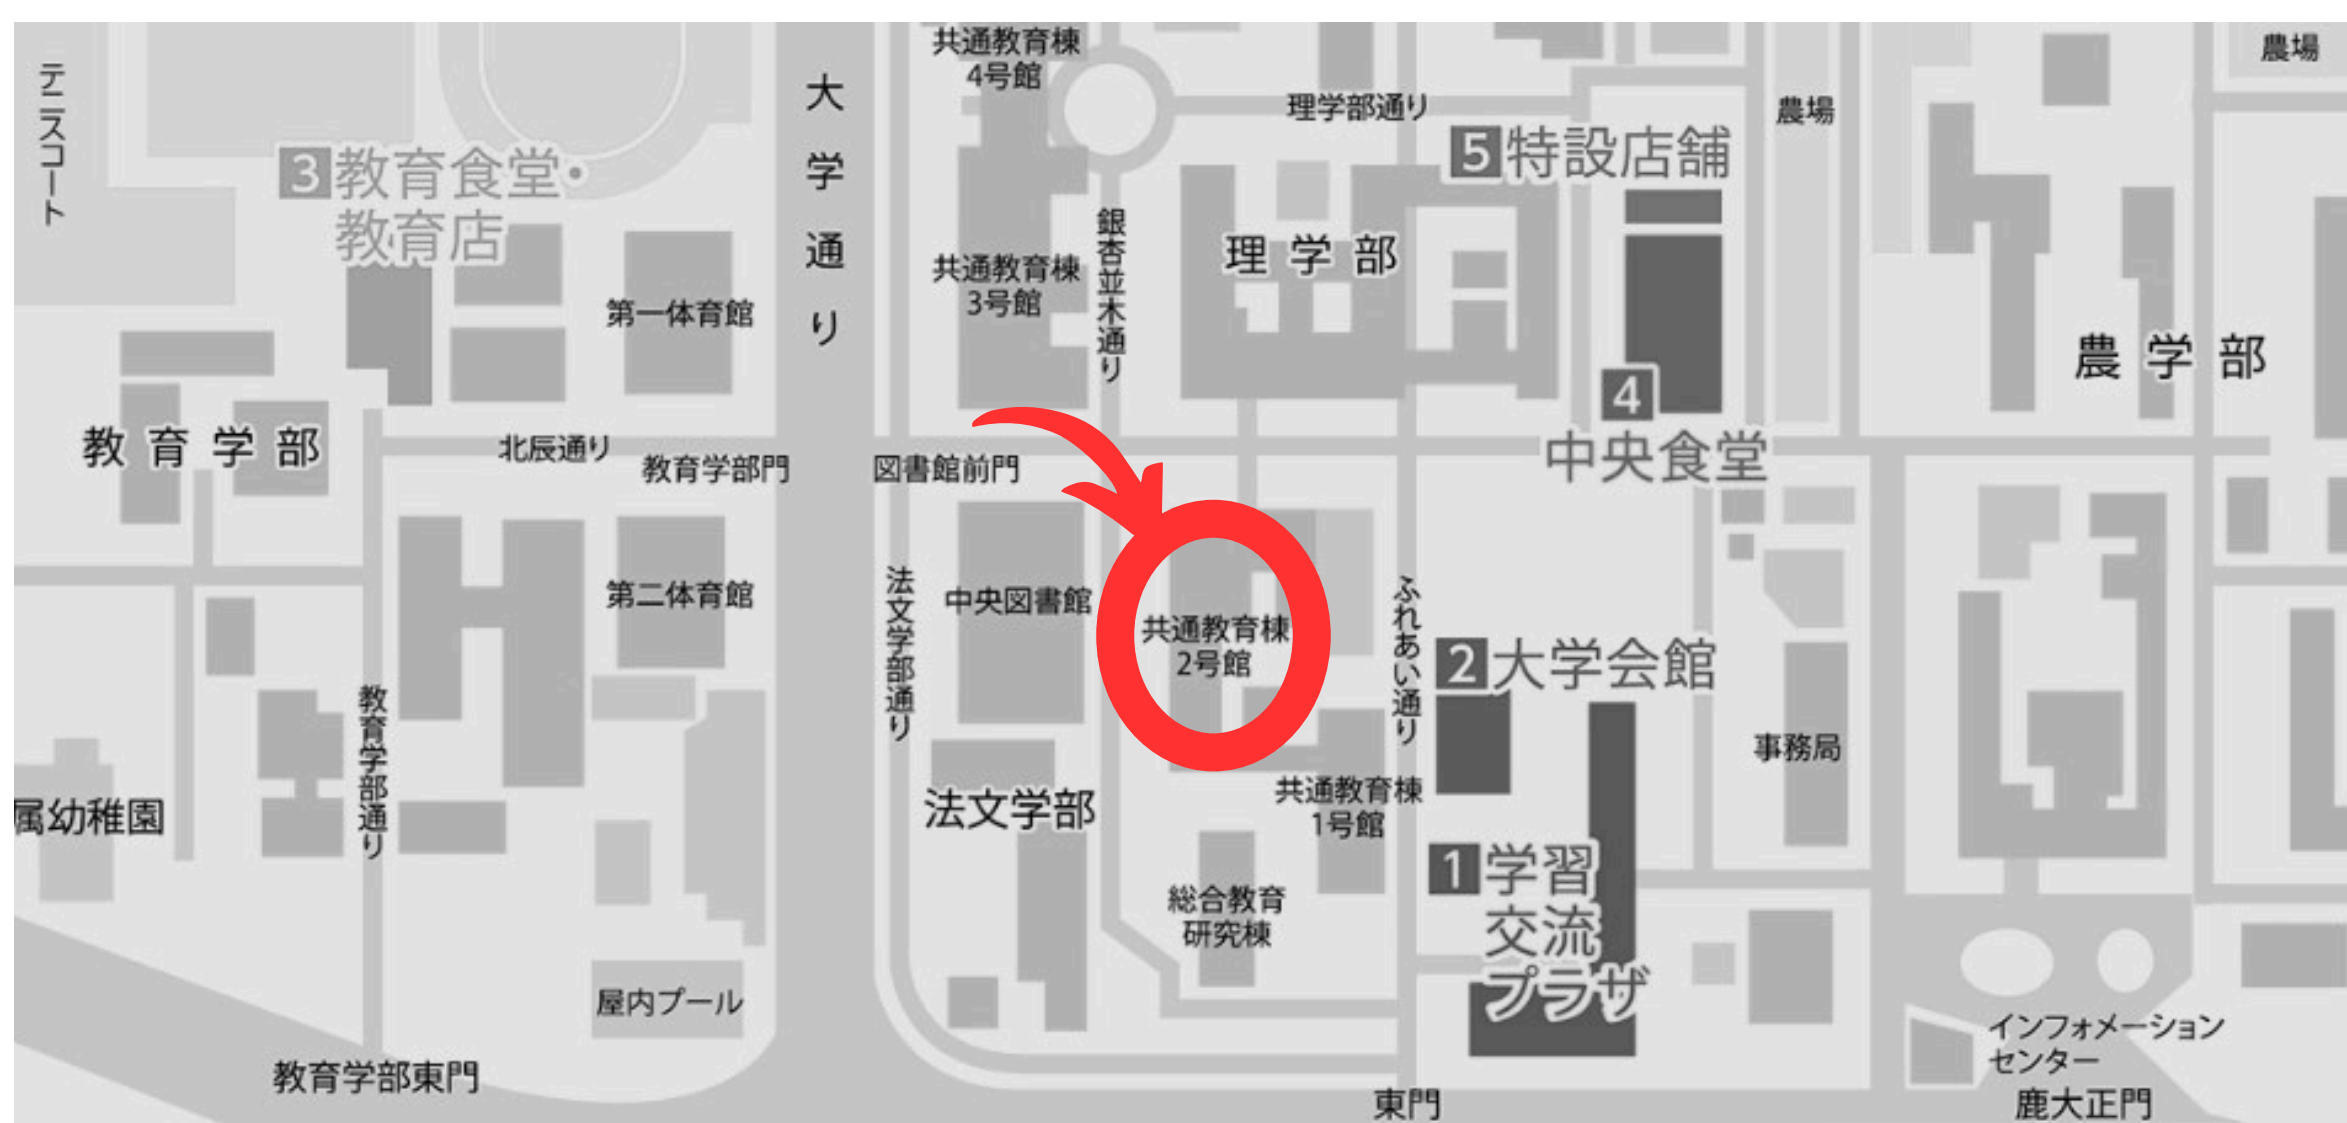 テニスコート
大学通り
共通教育棟
4号館
理学部通り
農場
農場
3教育食堂・
教育店
5特設店舗
第一体育館
共通教育棟
3号館
銀杏並木通り
理学部
4
中央食堂
農学部
教育学部
北辰通り
教育学部門
図書館前門
第二体育館
法文学部通り
中央図書館
共通教育棟
2号館
ふれあい通り
2大学会館
事務局
教育学部通り
属幼稚園
法文学部
共通教育棟
1号館
1学習
交流
プラザ
総合教育
研究棟
屋内プール
インフォメーション
センター
教育学部東門
東門
鹿大正門